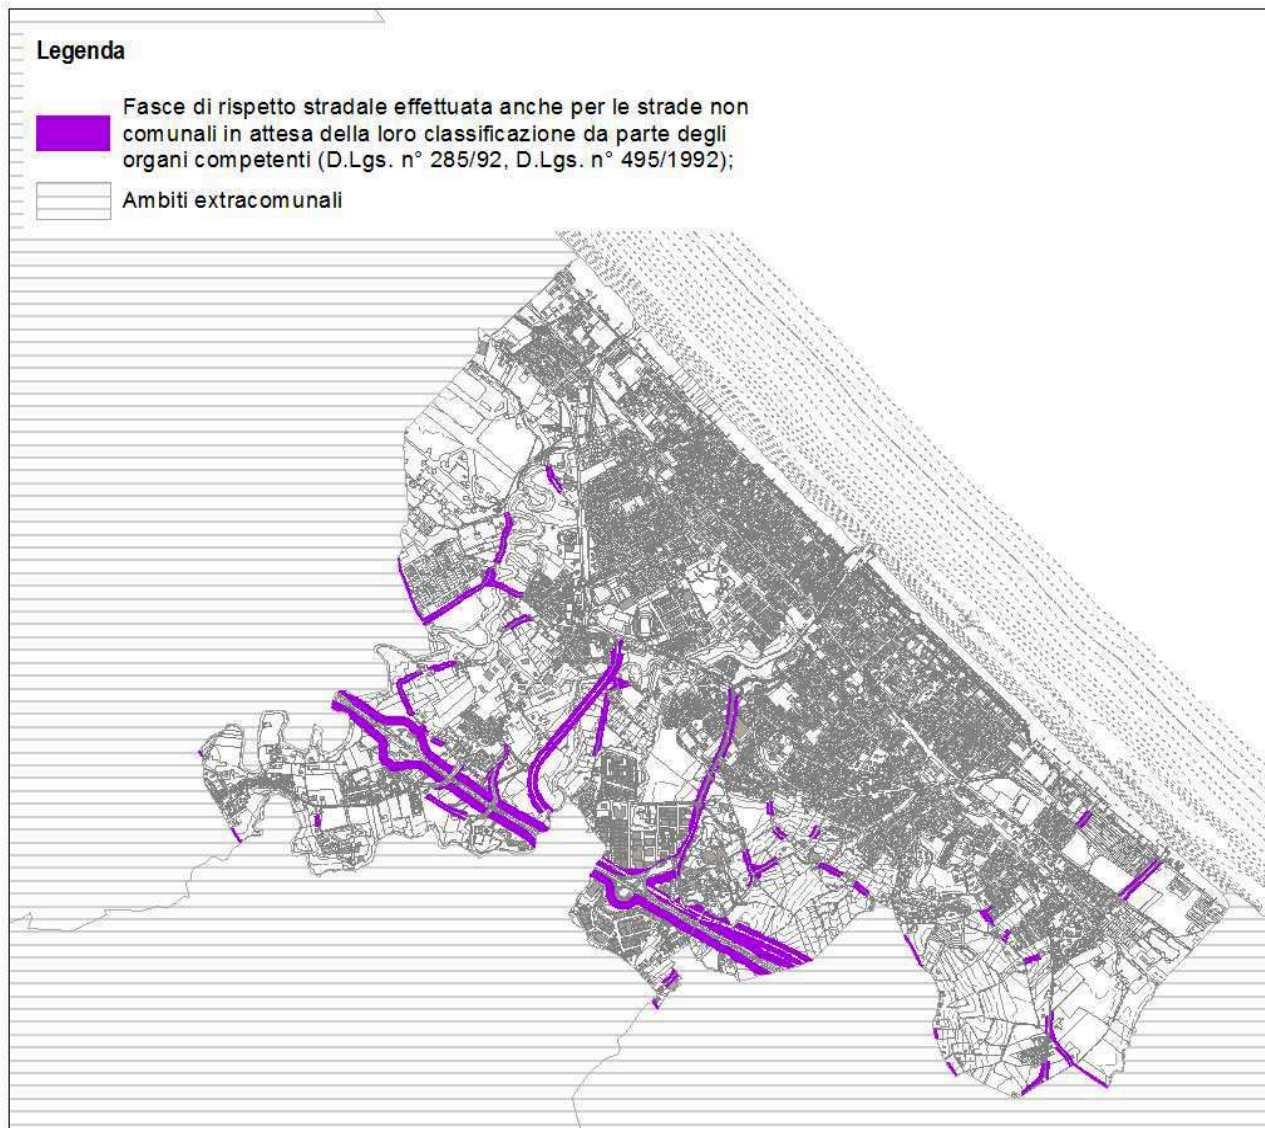 Legenda
Fasce di rispetto stradale effettuata anche per le strade non
comunali in attesa della loro classificazione da parte degli
organi competenti (D.Lgs. n° 285/92, D.Lgs. n° 495/1992);
Ambiti extracomunali